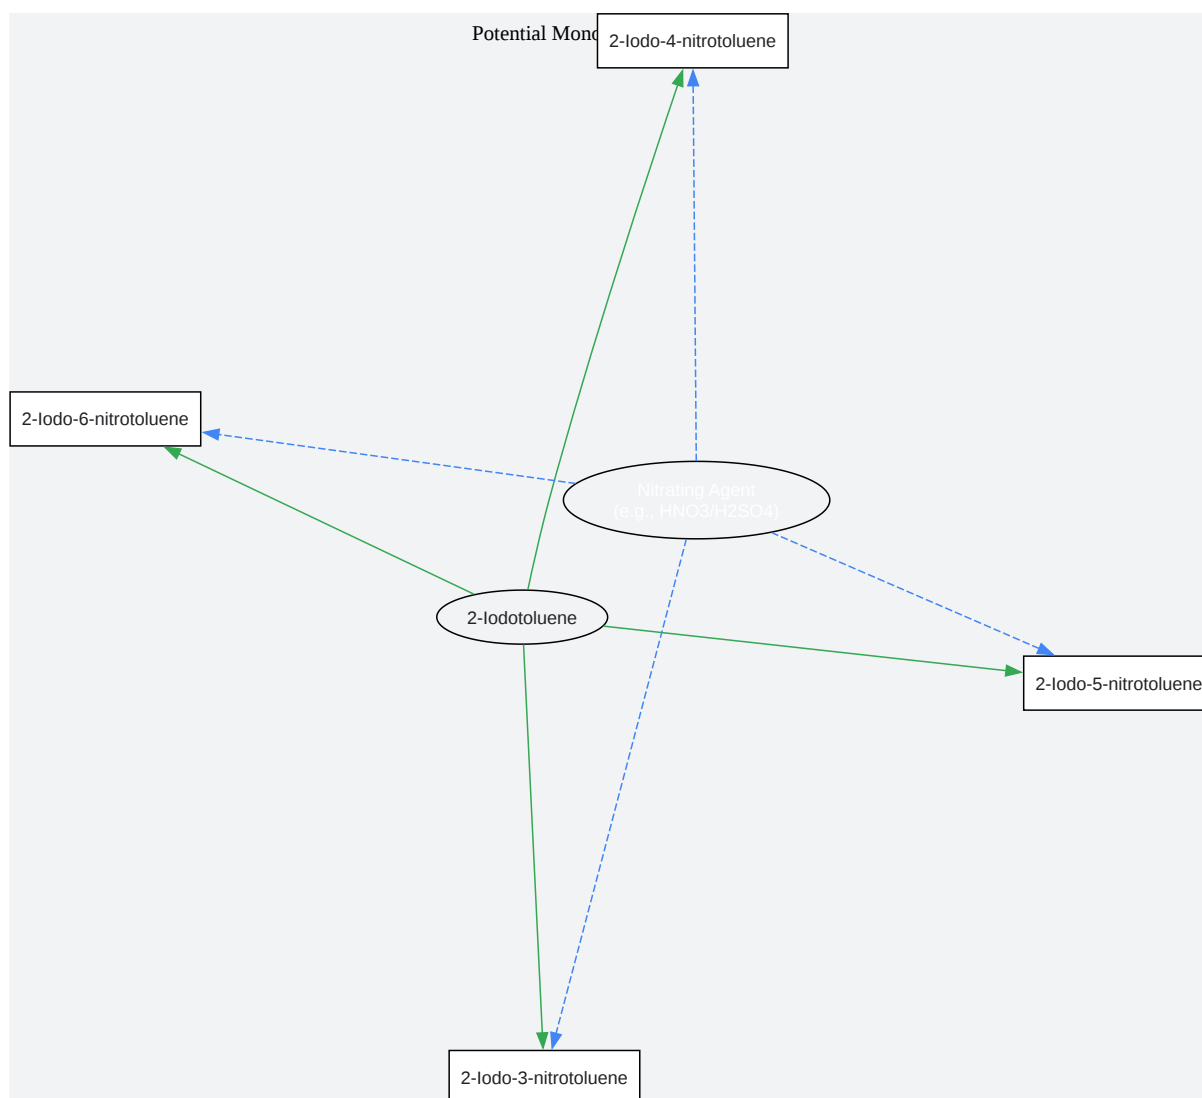 Potential Mono
2-Iodo-4-nitrotoluene
2-Iodo-6-nitrotoluene
Nitrating Agent
(e.g., HNO3/H2SO4)
2-Iodotoluene
2-Iodo-5-nitrotoluene
2-Iodo-3-nitrotoluene